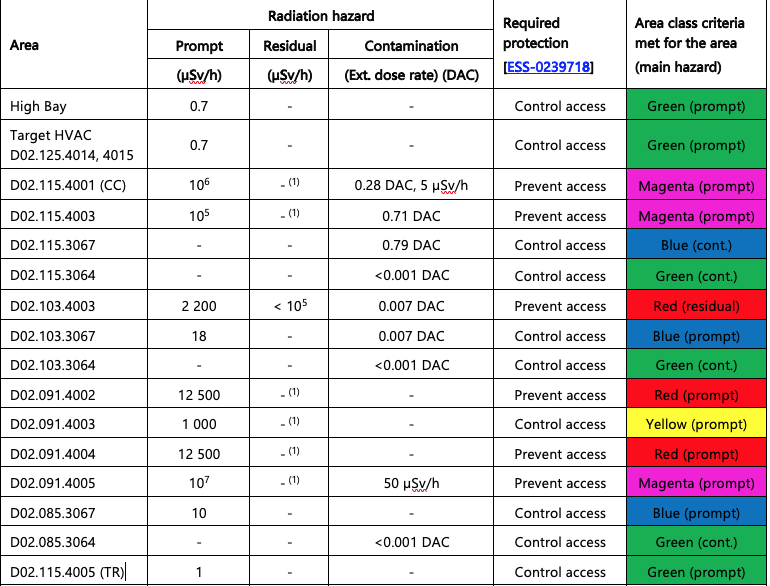 Area | Radiation hazard | Required protection [ESS-0239718] | Area class criteria met for the area (main hazard)
Prompt | Residual | Contamination
(µSv/h) | (µSv/h) | (Ext. dose rate) (DAC)
High Bay | 0.7 | - | - | Control access | Green (prompt)
Target HVAC D02.125.4014, 4015 | 0.7 | - | - | Control access | Green (prompt)
D02.115.4001 (CC) | 10⁶ | - ⁽¹⁾ | 0.28 DAC, 5 µSv/h | Prevent access | Magenta (prompt)
D02.115.4003 | 10⁵ | - ⁽¹⁾ | 0.71 DAC | Prevent access | Magenta (prompt)
D02.115.3067 | - | - | 0.79 DAC | Control access | Blue (cont.)
D02.115.3064 | - | - | <0.001 DAC | Control access | Green (cont.)
D02.103.4003 | 2 200 | < 10⁵ | 0.007 DAC | Prevent access | Red (residual)
D02.103.3067 | 18 | - | 0.007 DAC | Control access | Blue (prompt)
D02.103.3064 | - | - | <0.001 DAC | Control access | Green (cont.)
D02.091.4002 | 12 500 | - ⁽¹⁾ | - | Prevent access | Red (prompt)
D02.091.4003 | 1 000 | - ⁽¹⁾ | - | Control access | Yellow (prompt)
D02.091.4004 | 12 500 | - ⁽¹⁾ | - | Prevent access | Red (prompt)
D02.091.4005 | 10⁷ | - ⁽¹⁾ | 50 µSv/h | Prevent access | Magenta (prompt)
D02.085.3067 | 10 | - | - | Control access | Blue (prompt)
D02.085.3064 | - | - | <0.001 DAC | Control access | Green (cont.)
D02.115.4005 (TR) | 1 | - | - | Control access | Green (prompt)